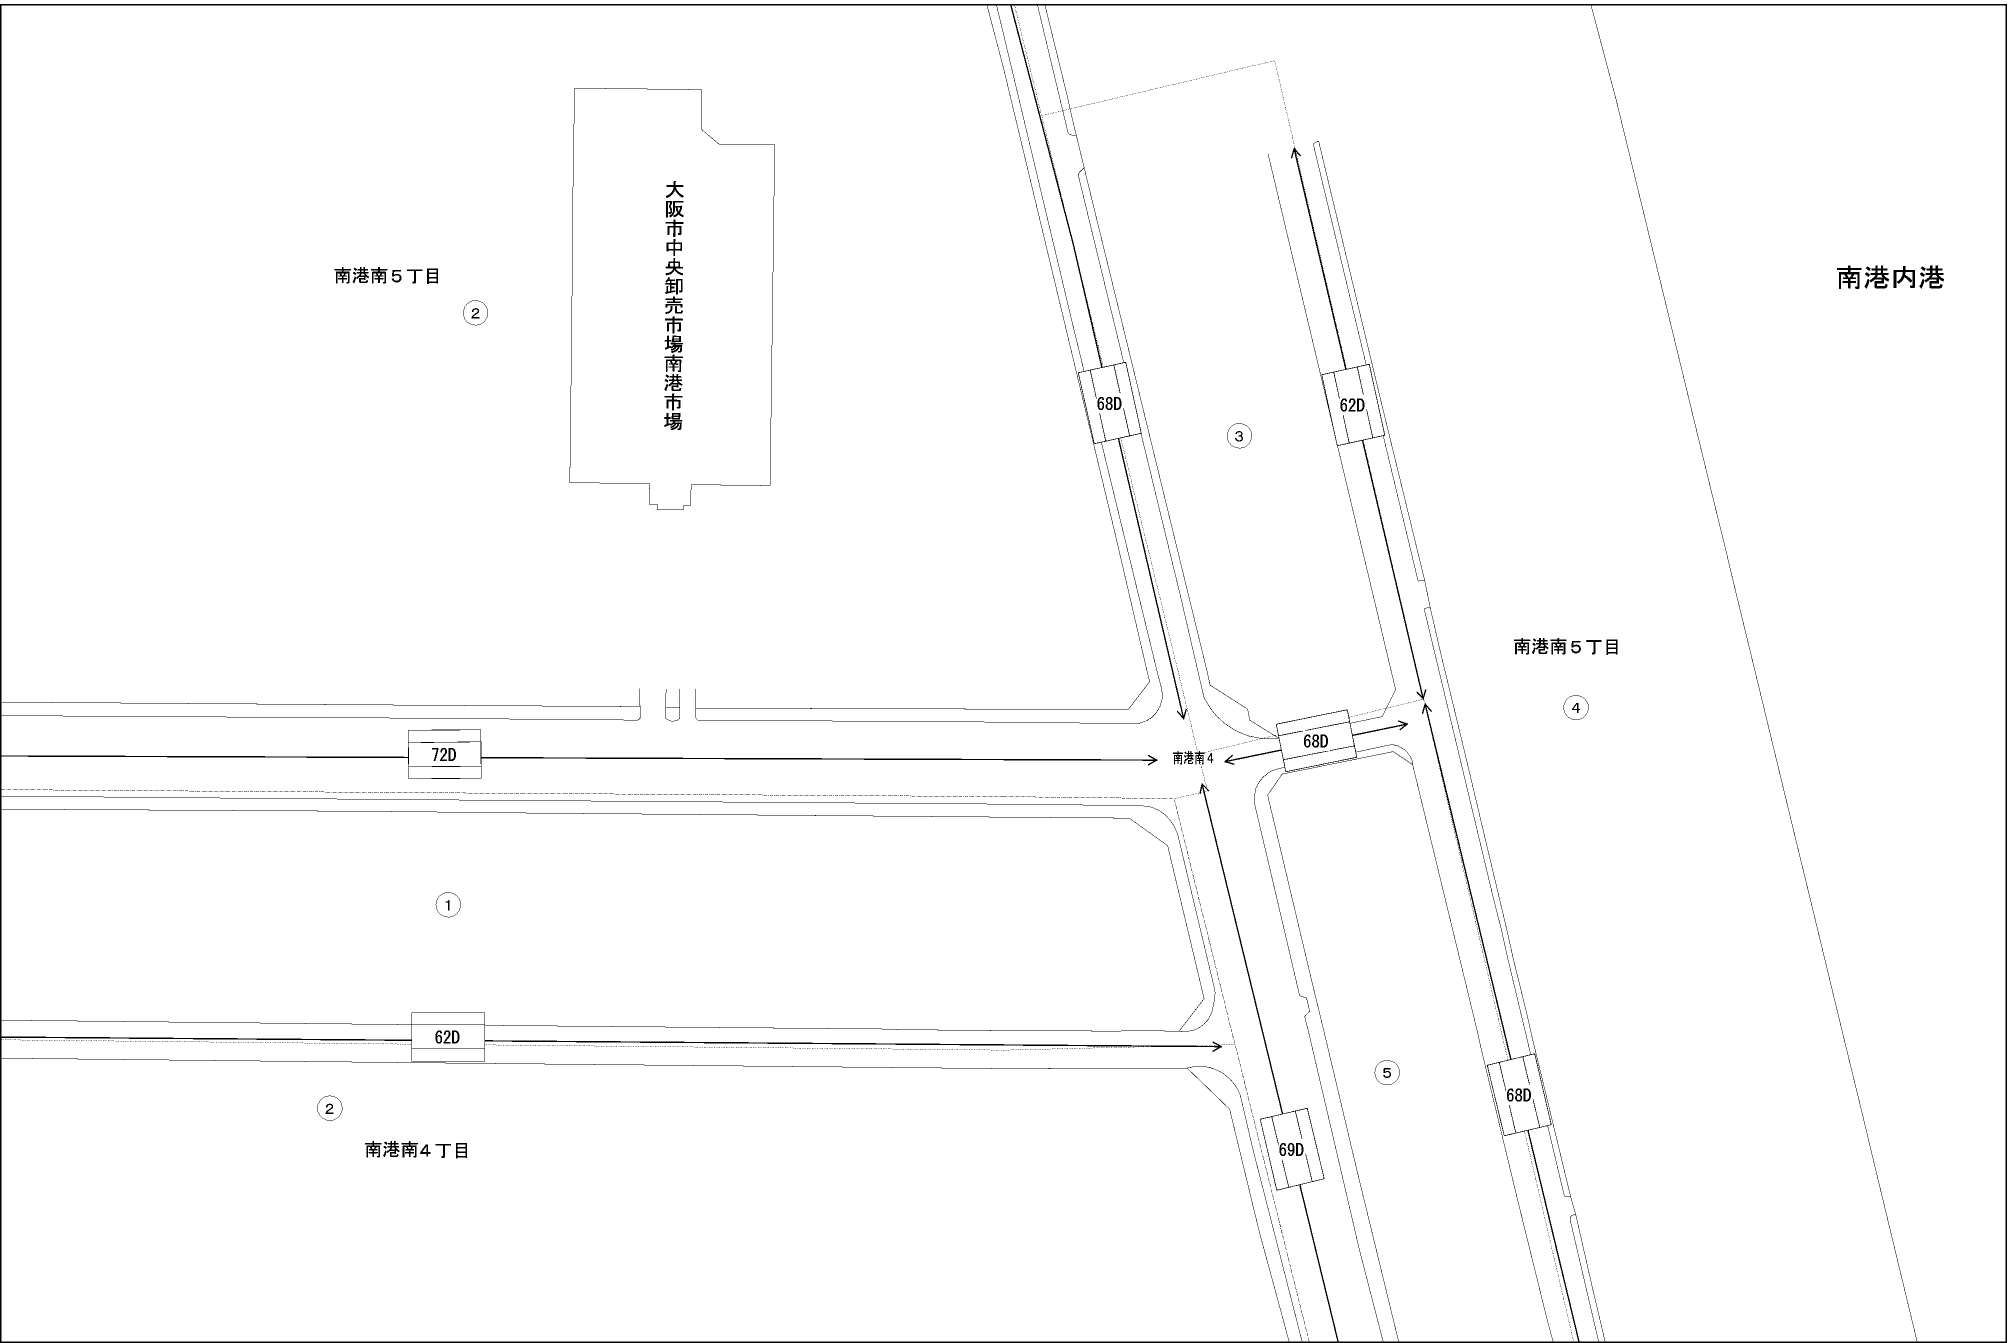 大阪市中央卸売市場南港市場
南港南５丁目
②
南港内港
68D
62D
③
南港南５丁目
④
72D
南港南４
68D
①
62D
⑤
68D
②
南港南４丁目
69D